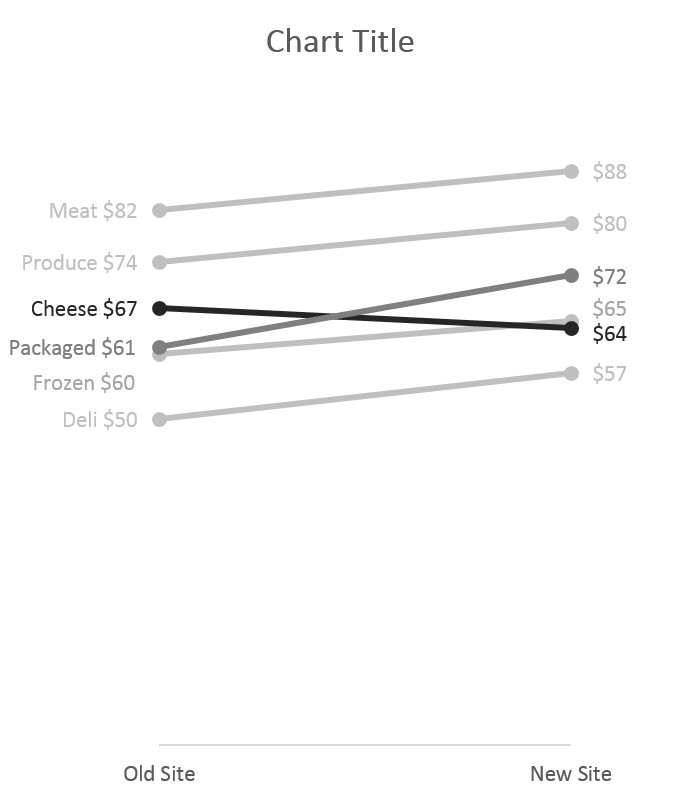 Chart Title
$88
Meat $82
$80
Produce $74
$72
Cheese $67
$65
$64
Packaged $61
$57
Frozen $60
Deli $50
Old Site
New Site